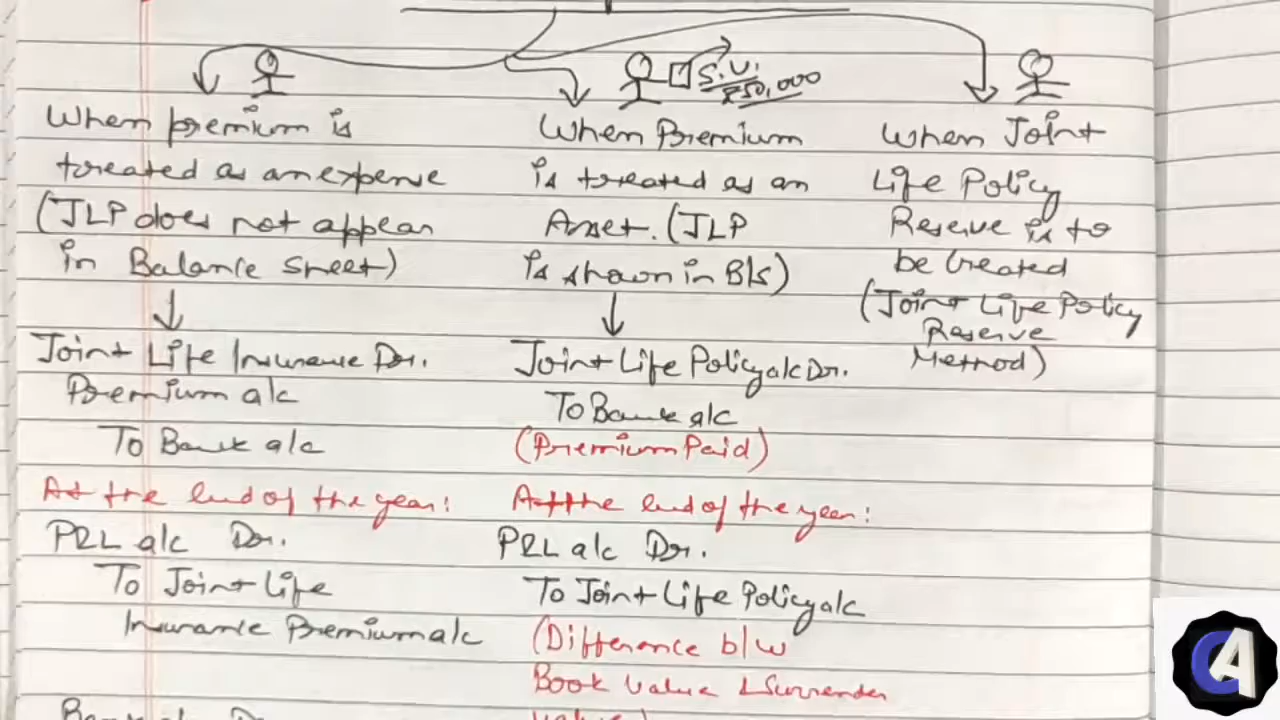 S.V.
₹50,000
When premium is
treated as an expense
(JLP does not appear
in Balance sheet)
↓
Joint Life Insurance Dr.
Premium a/c
To Bank a/c
At the end of the year:
P&L a/c Dr.
To Joint Life
Insurance Premium a/c
Bank a/c Dr.
When Premium
is treated as an
Asset. (JLP
is shown in B/s)
↓
Joint Life Policy a/c Dr.
To Bank a/c
(Premium Paid)
At the end of the year:
P&L a/c Dr.
To Joint Life Policy a/c
(Difference b/w
Book value & Surrender
value)
When Joint
Life Policy
Reserve is to
be created
(Joint Life Policy
Reserve
Method)
CA